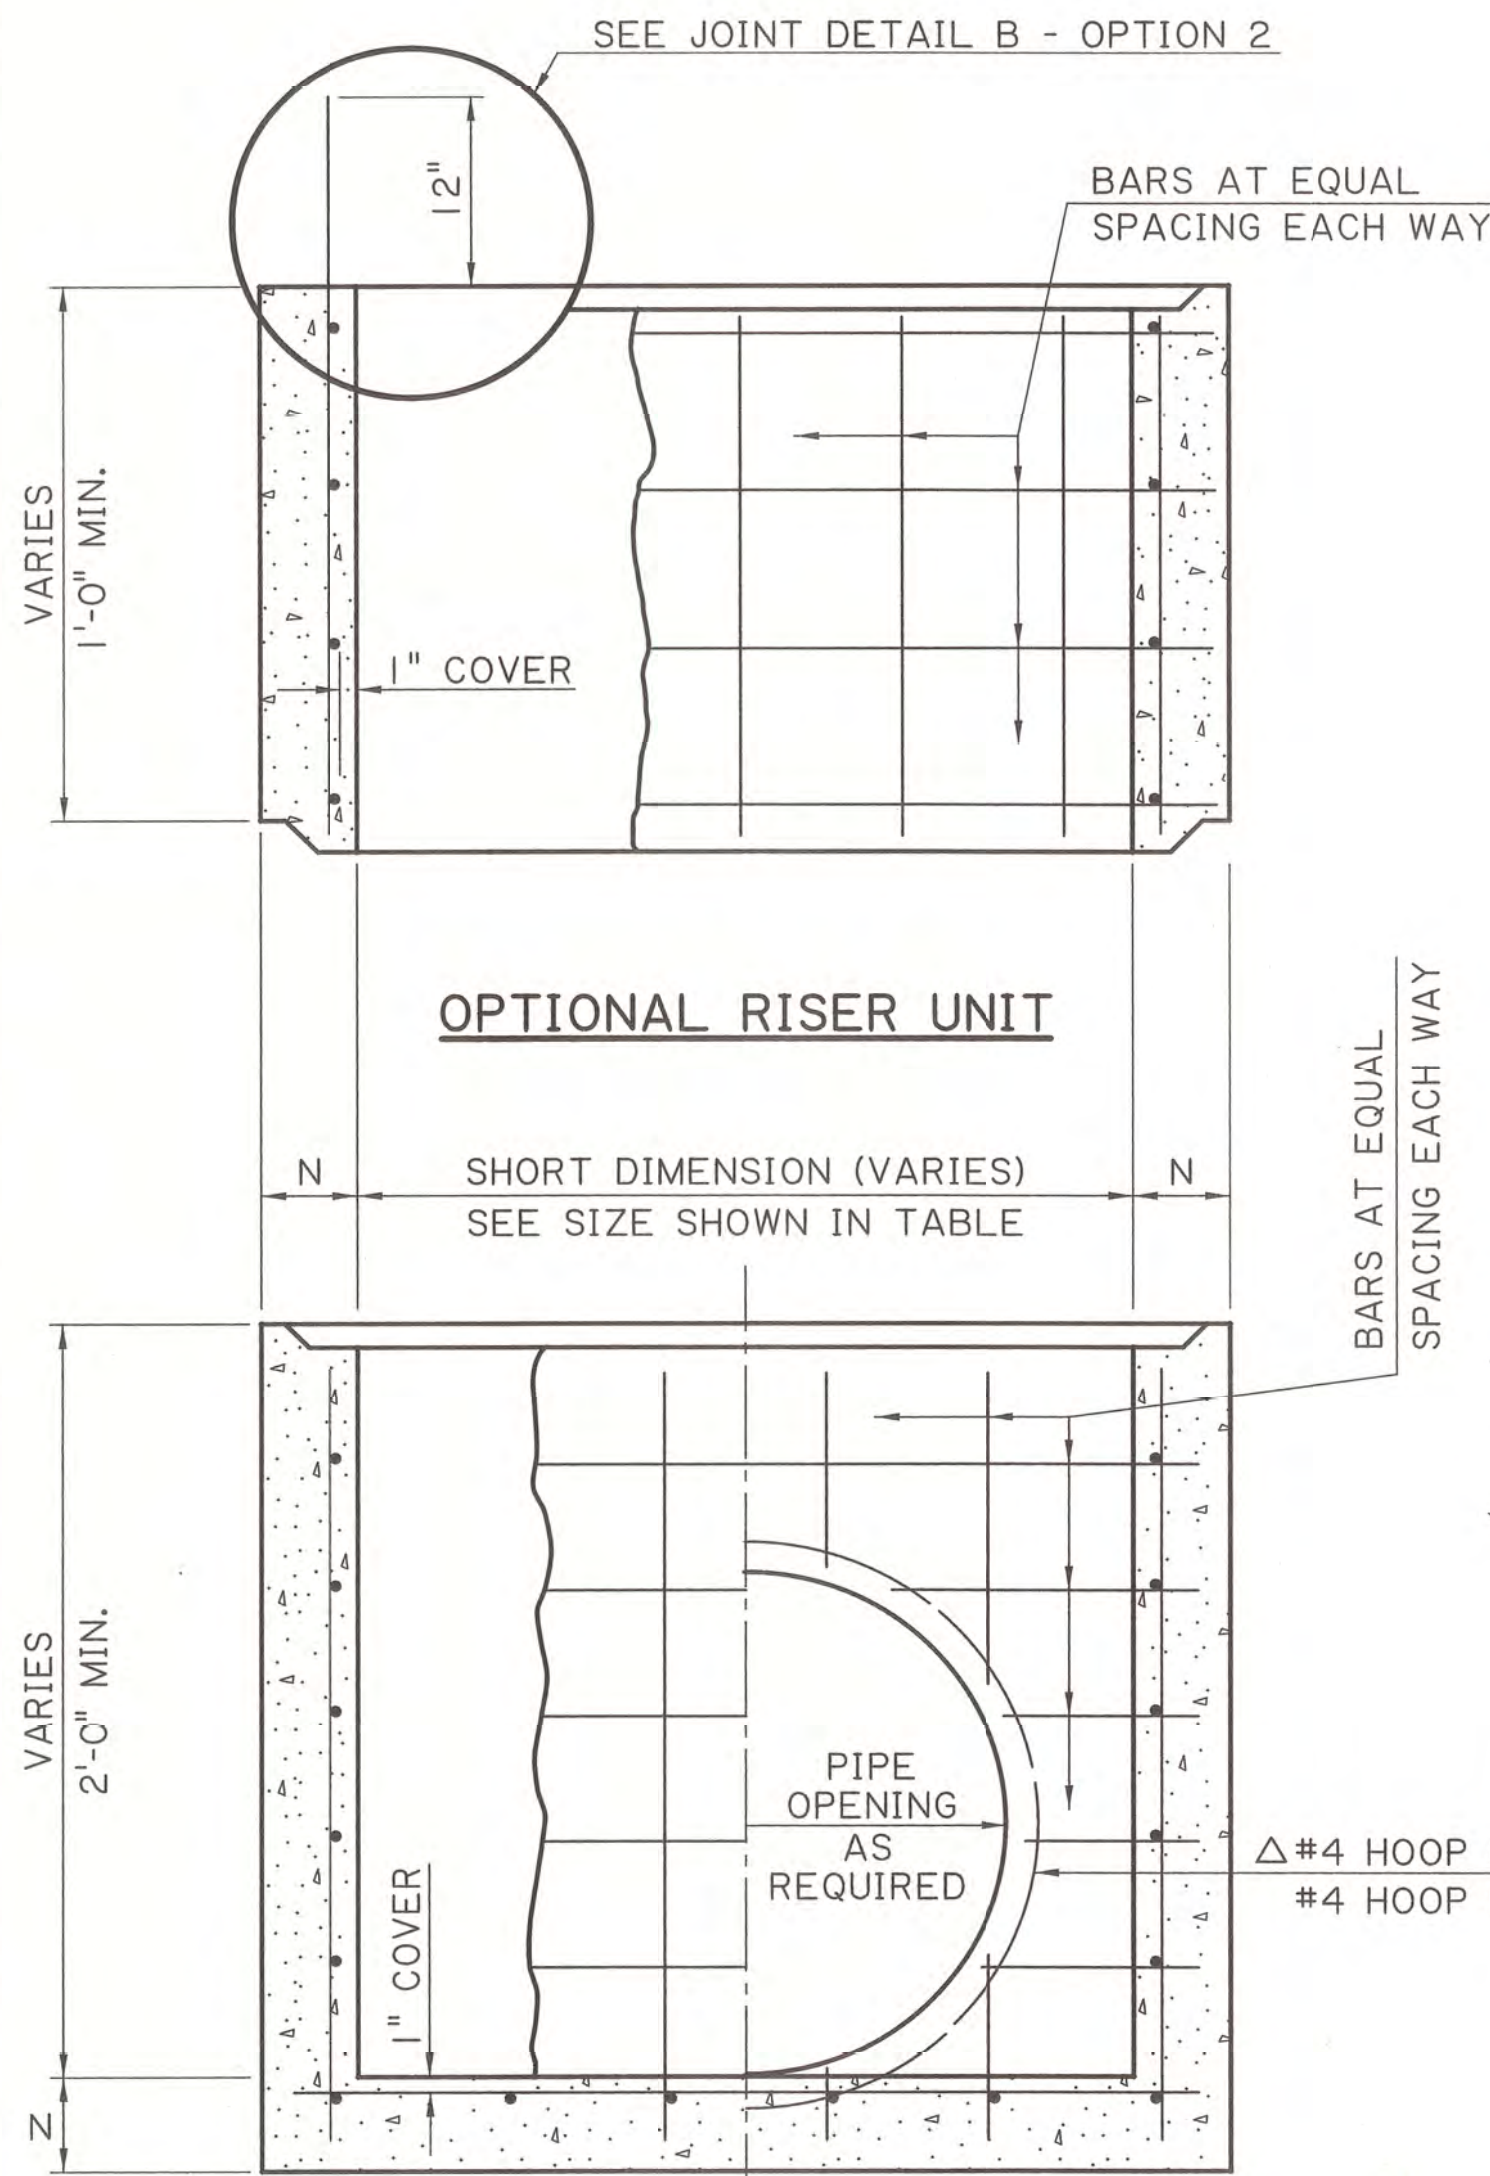 SEE JOINT DETAIL B - OPTION 2
12"
BARS AT EQUAL
SPACING EACH WAY
VARIES
1'-0" MIN.
1" COVER
OPTIONAL RISER UNIT
BARS AT EQUAL
SPACING EACH WAY
N
SHORT DIMENSION (VARIES)
SEE SIZE SHOWN IN TABLE
N
VARIES
2'-0" MIN.
PIPE
OPENING
AS
REQUIRED
1" COVER
△#4 HOOP
#4 HOOP
N